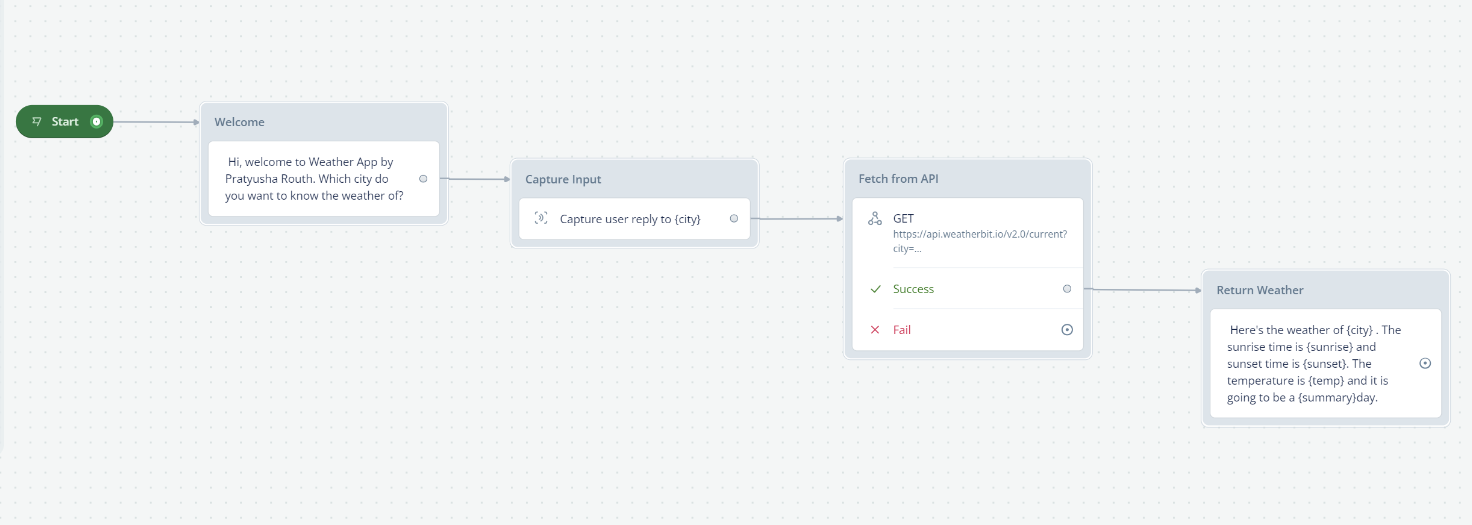 Start
Welcome
Hi, welcome to Weather App by
Pratyusha Routh. Which city do
you want to know the weather of?
Capture Input
Capture user reply to {city}
Fetch from API
GET
https://api.weatherbit.io/v2.0/current?
city=...
Success
Fail
Return Weather
Here's the weather of {city} . The
sunrise time is {sunrise} and
sunset time is {sunset}. The
temperature is {temp} and it is
going to be a {summary}day.